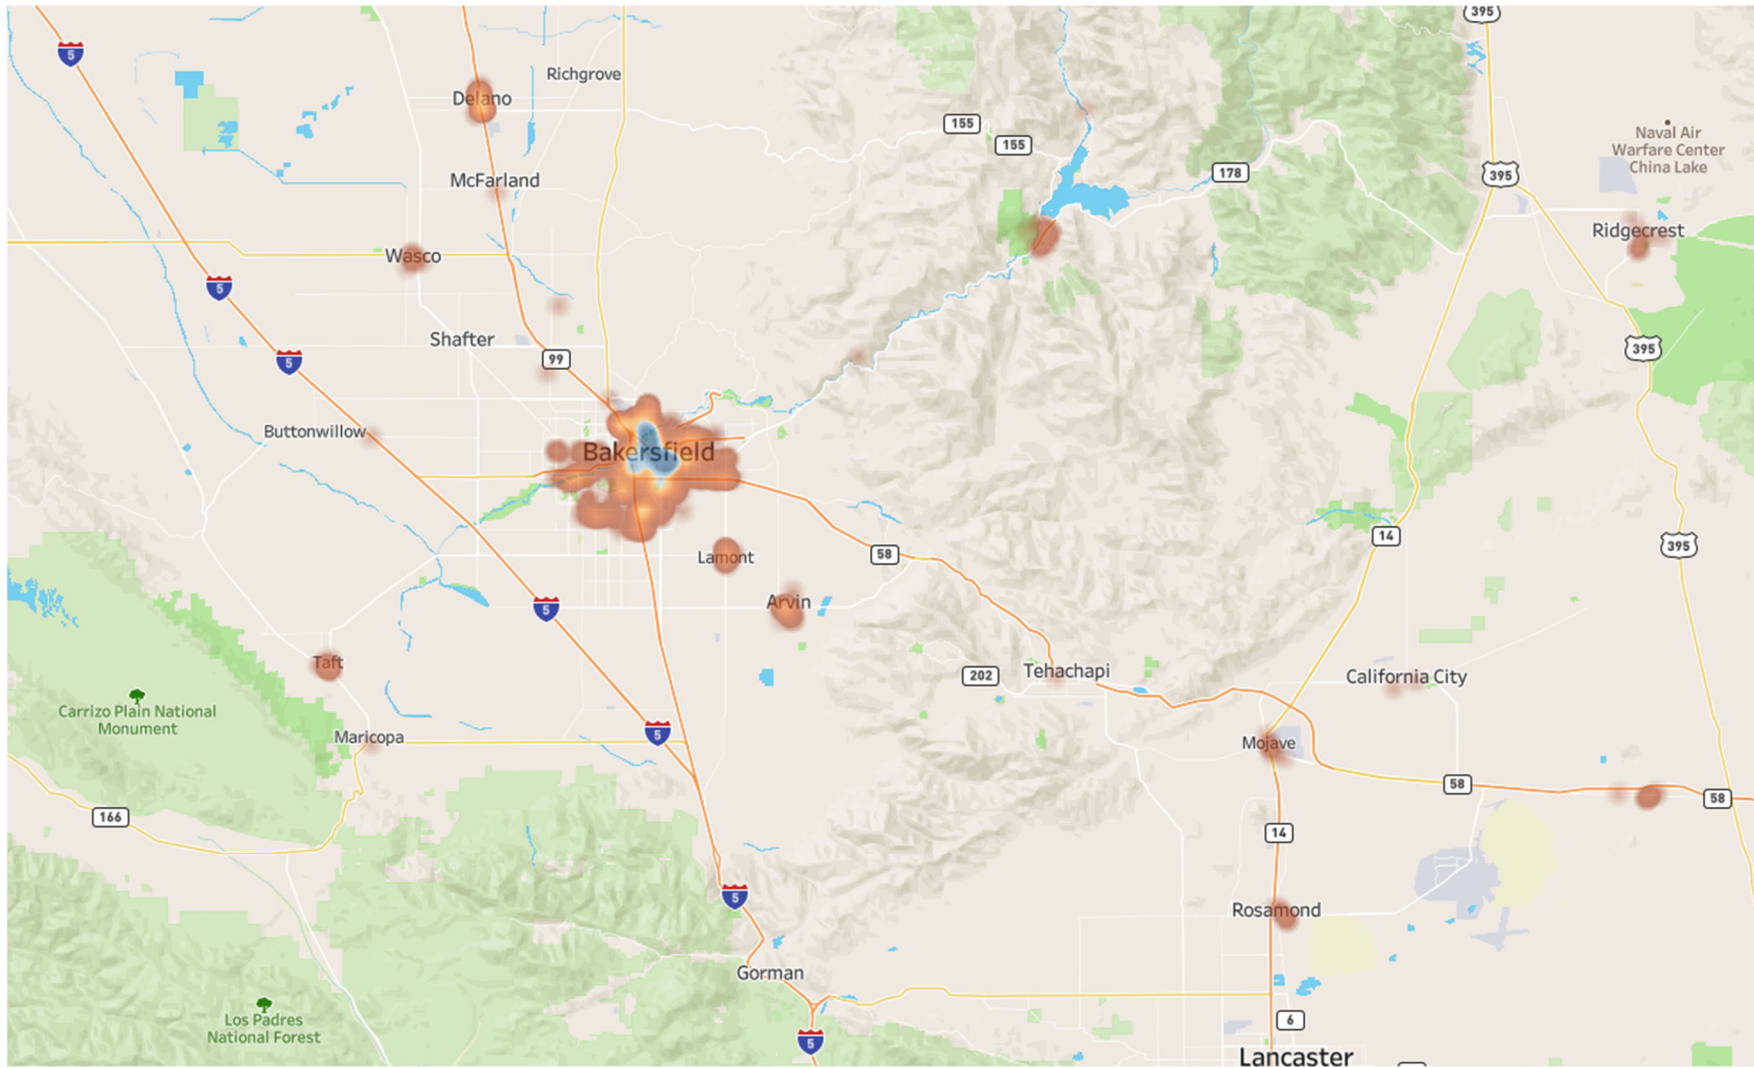 395
5
Richgrove
Delano
155
Naval Air
Warfare Center
China Lake
155
178
395
McFarland
Ridgecrest
Wasco
5
Shafter
99
395
5
Buttonwillow
Bakersfield
14
395
58
Lamont
Arvin
5
Taft
Tehachapi
202
California City
Carrizo Plain National
Monument
Maricopa
5
Mojave
58
58
166
14
5
Rosamond
Gorman
Los Padres
National Forest
6
5
Lancaster